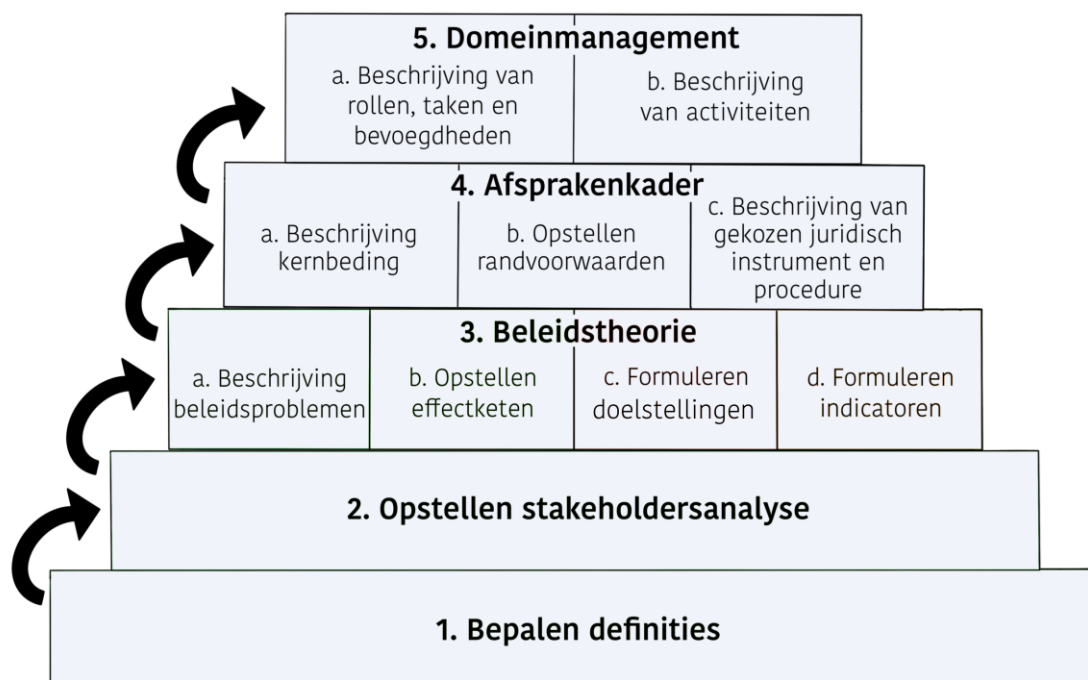 5. Domeinmanagement
a. Beschrijving van
rollen, taken en
bevoegdheden
b. Beschrijving
van activiteiten
4. Afsprakenkader
a. Beschrijving
kernbeding
b. Opstellen
randvoorwaarden
c. Beschrijving van
gekozen juridisch
instrument en
procedure
3. Beleidstheorie
a. Beschrijving
beleidsproblemen
b. Opstellen
effectketen
c. Formuleren
doelstellingen
d. Formuleren
indicatoren
2. Opstellen stakeholdersanalyse
1. Bepalen definities